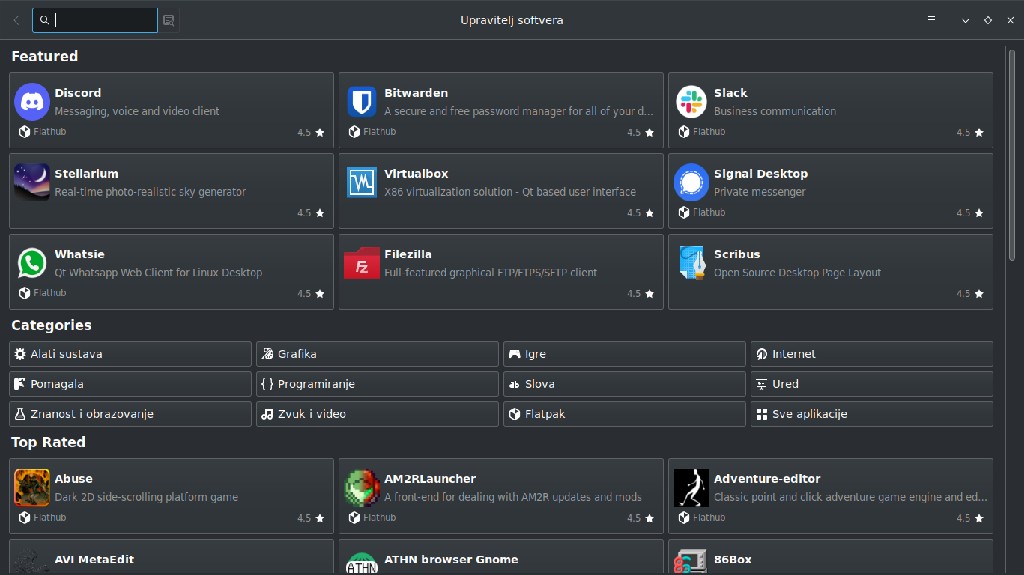 Upravitelj softvera
Featured
Discord
Messaging, voice and video client
Flathub 4.5
Bitwarden
A secure and free password manager for all of your d...
Flathub 4.5
Slack
Business communication
Flathub 4.5
Stellarium
Real-time photo-realistic sky generator
4.5
Virtualbox
X86 virtualization solution - Qt based user interface
4.5
Signal Desktop
Private messenger
Flathub 4.5
Whatsie
Qt Whatsapp Web Client for Linux Desktop
Flathub 4.5
Filezilla
Full-featured graphical FTP/FTPS/SFTP client
4.5
Scribus
Open Source Desktop Page Layout
4.5
Categories
Alati sustava
Grafika
Igre
Internet
Pomagala
Programiranje
Slova
Ured
Znanost i obrazovanje
Zvuk i video
Flatpak
Sve aplikacije
Top Rated
Abuse
Dark 2D side-scrolling platform game
Flathub 4.5
AM2RLauncher
A front-end for dealing with AM2R updates and mods
Flathub 4.5
Adventure-editor
Classic point and click adventure game engine and ed...
Flathub 4.5
AVI MetaEdit
ATHN
ATHN browser Gnome
86Box